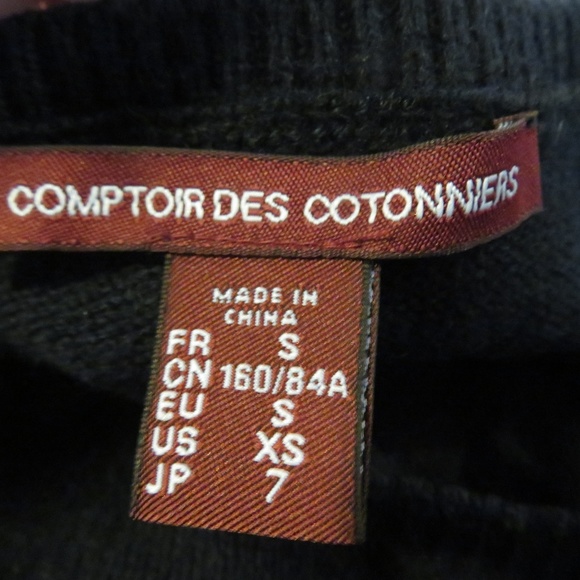 COMPTOIR DES COTONNIERS
MADE IN
CHINA
FR S
CN 160/84A
EU S
US XS
JP 7